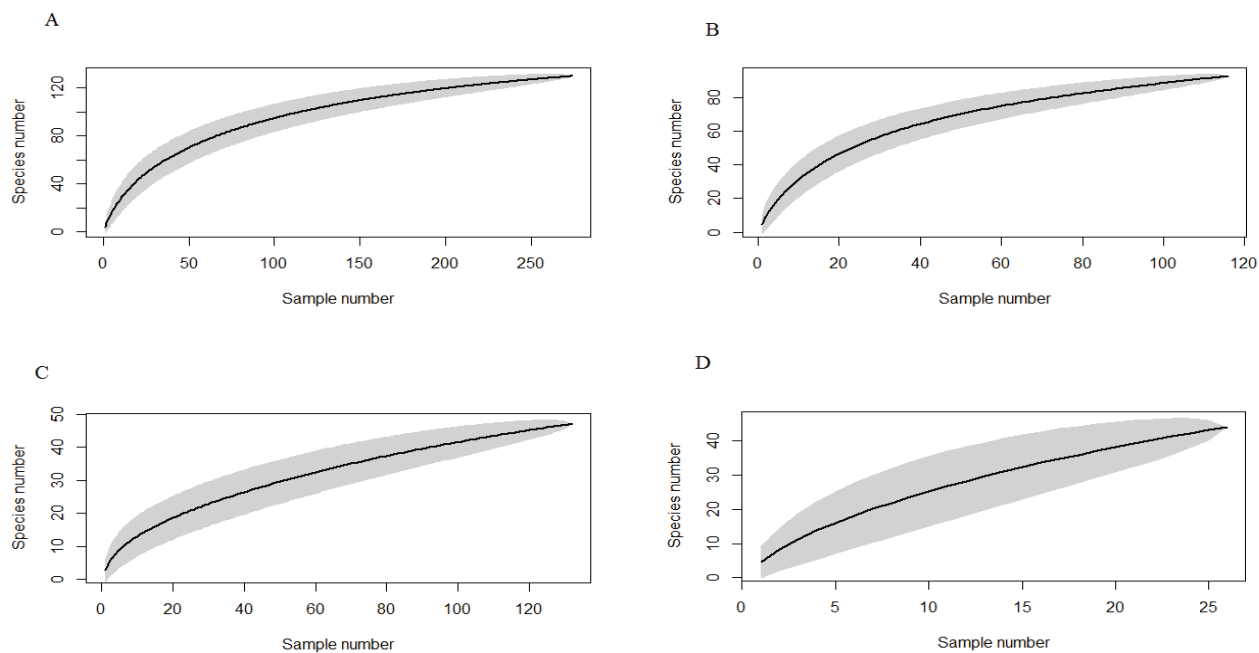 A
Species number
0 40 80 120
0 50 100 150 200 250
Sample number
B
Species number
0 20 40 60 80
0 20 40 60 80 100 120
Sample number
C
Species number
0 10 20 30 40 50
0 20 40 60 80 100 120
Sample number
D
Species number
0 10 20 30 40
0 5 10 15 20 25
Sample number